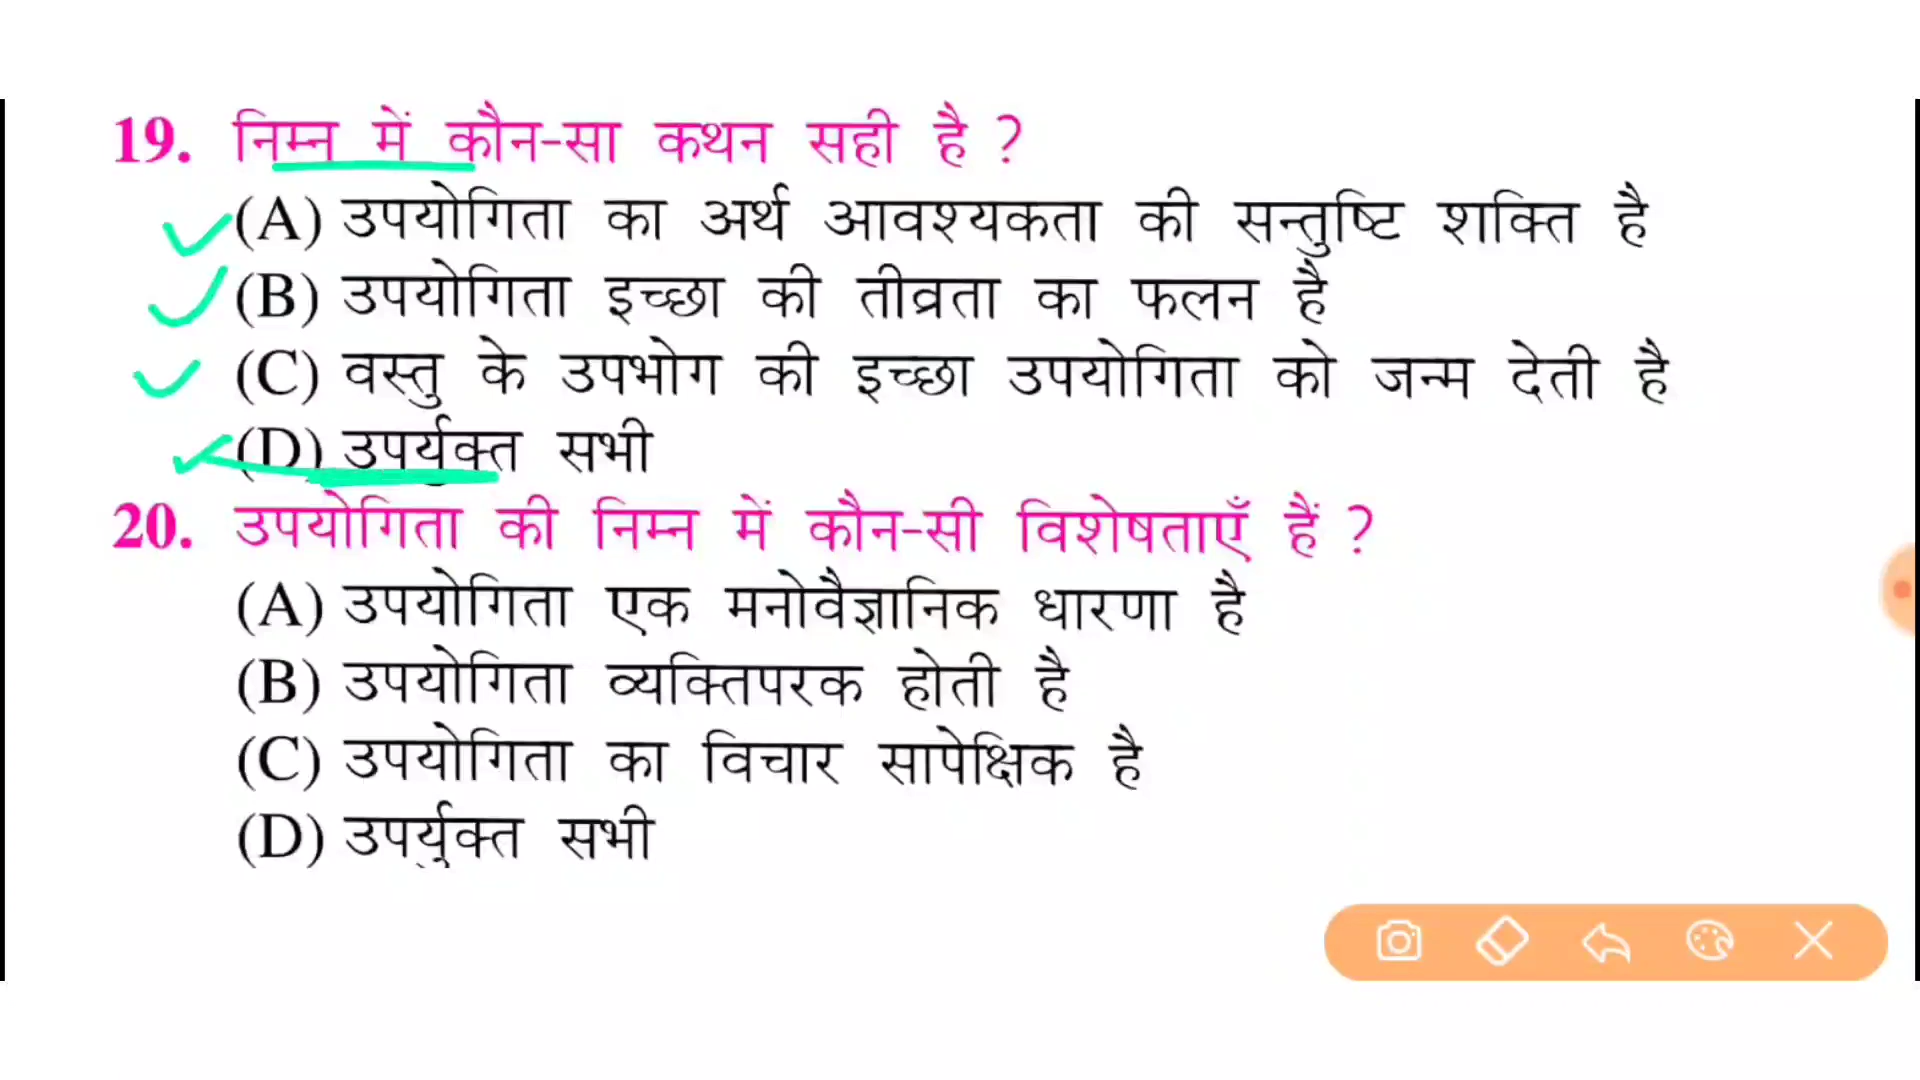 19. निम्न में कौन-सा कथन सही है ?
(A) उपयोगिता का अर्थ आवश्यकता की सन्तुष्टि शक्ति है
(B) उपयोगिता इच्छा की तीव्रता का फलन है
(C) वस्तु के उपभोग की इच्छा उपयोगिता को जन्म देती है
(D) उपर्युक्त सभी
20. उपयोगिता की निम्न में कौन-सी विशेषताएँ हैं ?
(A) उपयोगिता एक मनोवैज्ञानिक धारणा है
(B) उपयोगिता व्यक्तिपरक होती है
(C) उपयोगिता का विचार सापेक्षिक है
(D) उपर्युक्त सभी